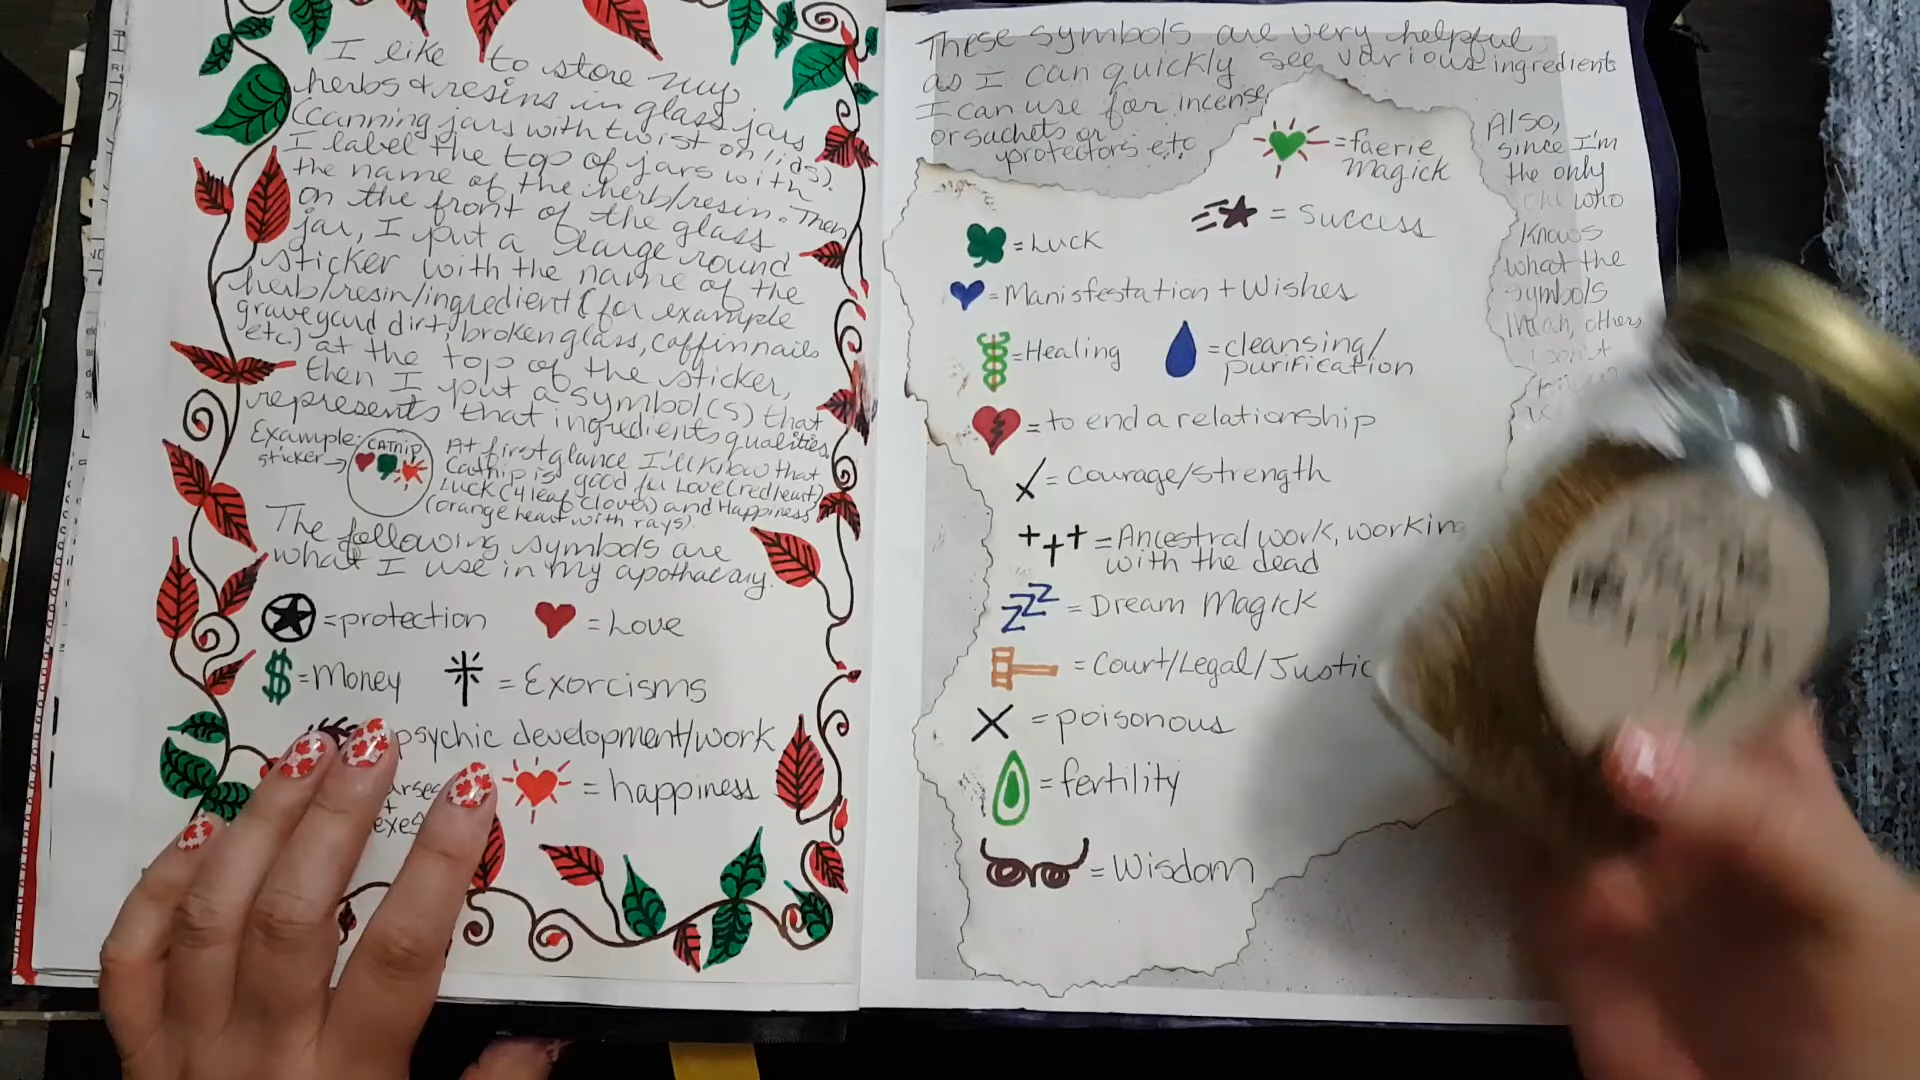 I like to store my
herbs & resins in glass jars
(canning jars with twist on lids).
I label the top of jars with
the name of the herb/resin. Then
on the front of the glass
jar, I put a large round
sticker with the name of the
herb/resin/ingredient (for example
graveyard dirt, broken glass, coffin nails
etc.) at the top of the sticker,
then I put a symbol(s) that
represents that ingredients qualities.
Example:
sticker→
CATnip
At first glance I'll know that
Catnip is good for Love (red heart)
Luck (4 leaf clover) and Happiness
(orange heart with rays).
The following symbols are
what I use in my apothacary.
=protection
=Love
$=Money
=Exorcisms
psychic development/work
+
=happiness
These symbols are very helpful,
as I can quickly see various ingredients
I can use for incense,
or sachets or
protectors etc
=faerie
Magick
=Success
=Luck
=Manisfestation + Wishes
=Healing
=cleansing/
purification
=to end a relationship
=Courage/Strength
=Ancestral work, working
with the dead
zzz = Dream Magick
=Court/Legal/Justic
X = poisonous
=fertility
=Wisdom
Also,
since I'm
the only
who
knows
what the
symbols
mean, others